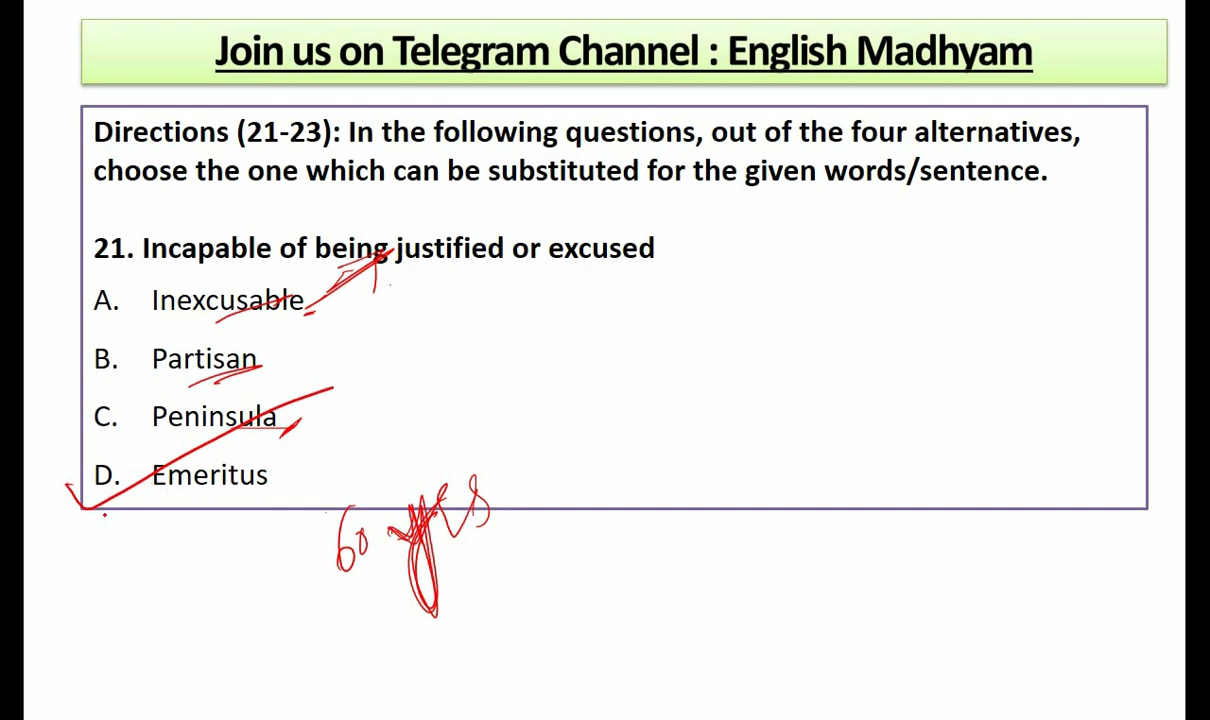 Join us on Telegram Channel : English Madhyam
Directions (21-23): In the following questions, out of the four alternatives,
choose the one which can be substituted for the given words/sentence.
21. Incapable of being justified or excused
A. Inexcusable
B. Partisan
C. Peninsula
D. Emeritus
60 yrs